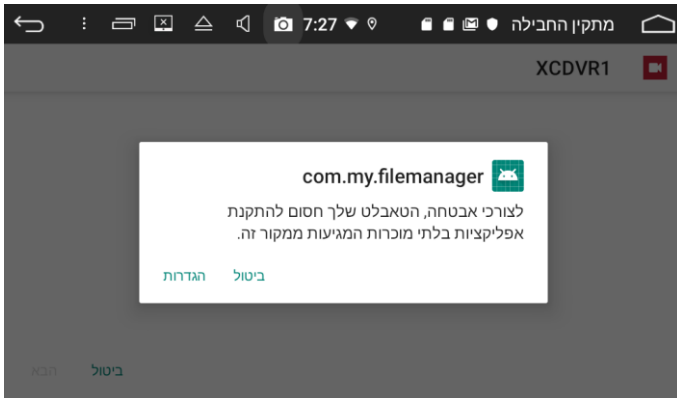 7:27 מתקין החבילה
XCDVR1
com.my.filemanager
לצורכי אבטחה, הטאבלט שלך חסום להתקנת
אפליקציות בלתי מוכרות המגיעות ממקור זה.
ביטול הגדרות
ביטול הבא